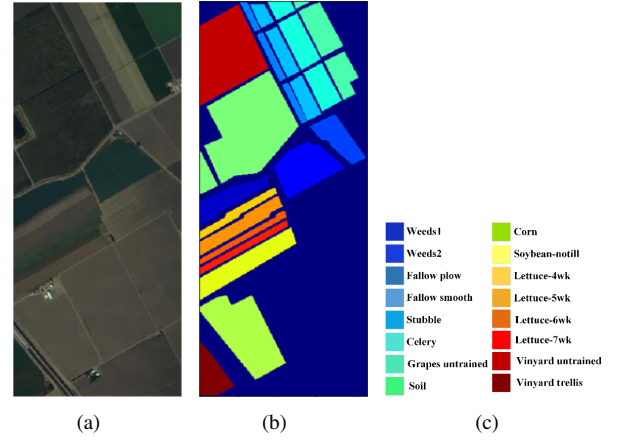 Weeds1
Weeds2
Fallow plow
Fallow smooth
Stubble
Celery
Grapes untrained
Soil
Corn
Soybean-notill
Lettuce-4wk
Lettuce-5wk
Lettuce-6wk
Lettuce-7wk
Vinyard untrained
Vinyard trellis
(a)
(b)
(c)